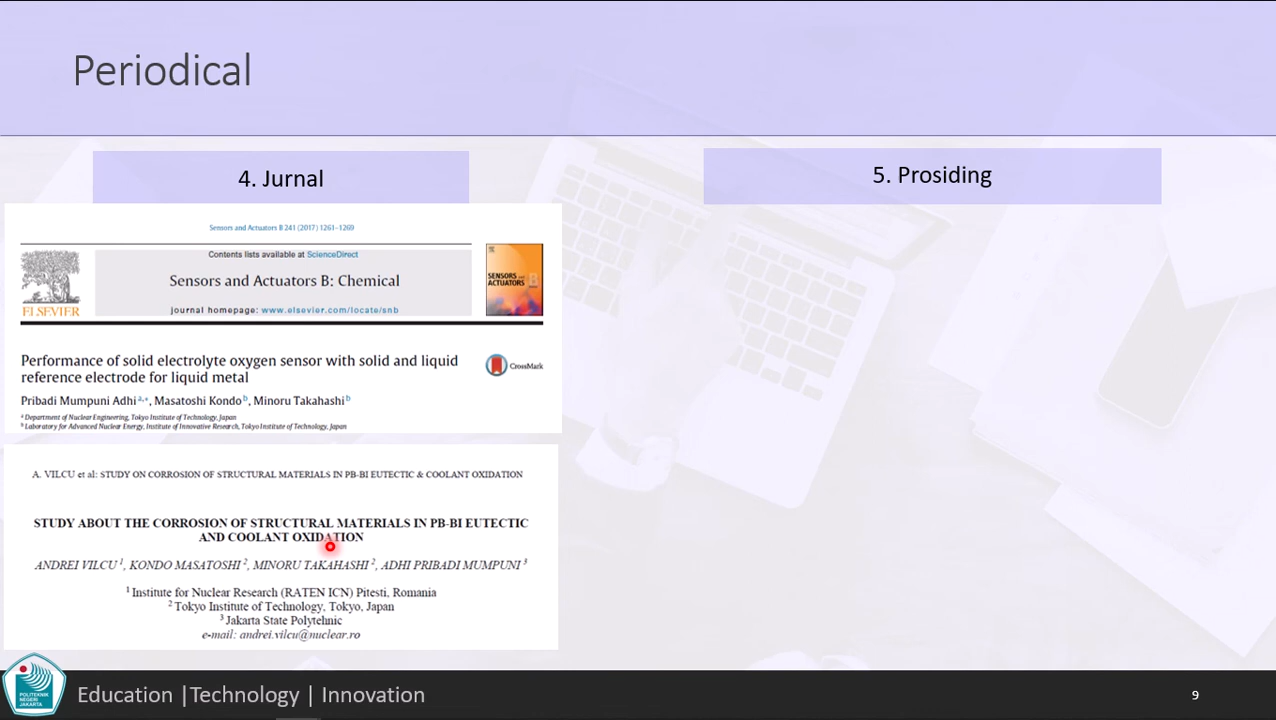 Periodical
4. Jurnal
5. Prosiding
Sensors and Actuators B 241 (2017) 1261–1269
Contents lists available at ScienceDirect
Sensors and Actuators B: Chemical
journal homepage: www.elsevier.com/locate/snb
ELSEVIER
SENSORS and
ACTUATORS B
Performance of solid electrolyte oxygen sensor with solid and liquid
reference electrode for liquid metal
CrossMark
Pribadi Mumpuni Adhi a,*, Masatoshi Kondo b, Minoru Takahashi b
a Department of Nuclear Engineering, Tokyo Institute of Technology, Japan
b Laboratory for Advanced Nuclear Energy, Institute of Innovative Research, Tokyo Institute of Technology, Japan
A. VILCU et al: STUDY ON CORROSION OF STRUCTURAL MATERIALS IN PB-BI EUTECTIC & COOLANT OXIDATION
STUDY ABOUT THE CORROSION OF STRUCTURAL MATERIALS IN PB-BI EUTECTIC
AND COOLANT OXIDATION
ANDREI VILCU 1, KONDO MASATOSHI 2, MINORU TAKAHASHI 2, ADHI PRIBADI MUMPUNI 3
1 Institute for Nuclear Research (RATEN ICN) Pitesti, Romania
2 Tokyo Institute of Technology, Tokyo, Japan
3 Jakarta State Polytehnic
e-mail: andrei.vilcu@nuclear.ro
POLITEKNIK
NEGERI
JAKARTA
Education |Technology | Innovation
9